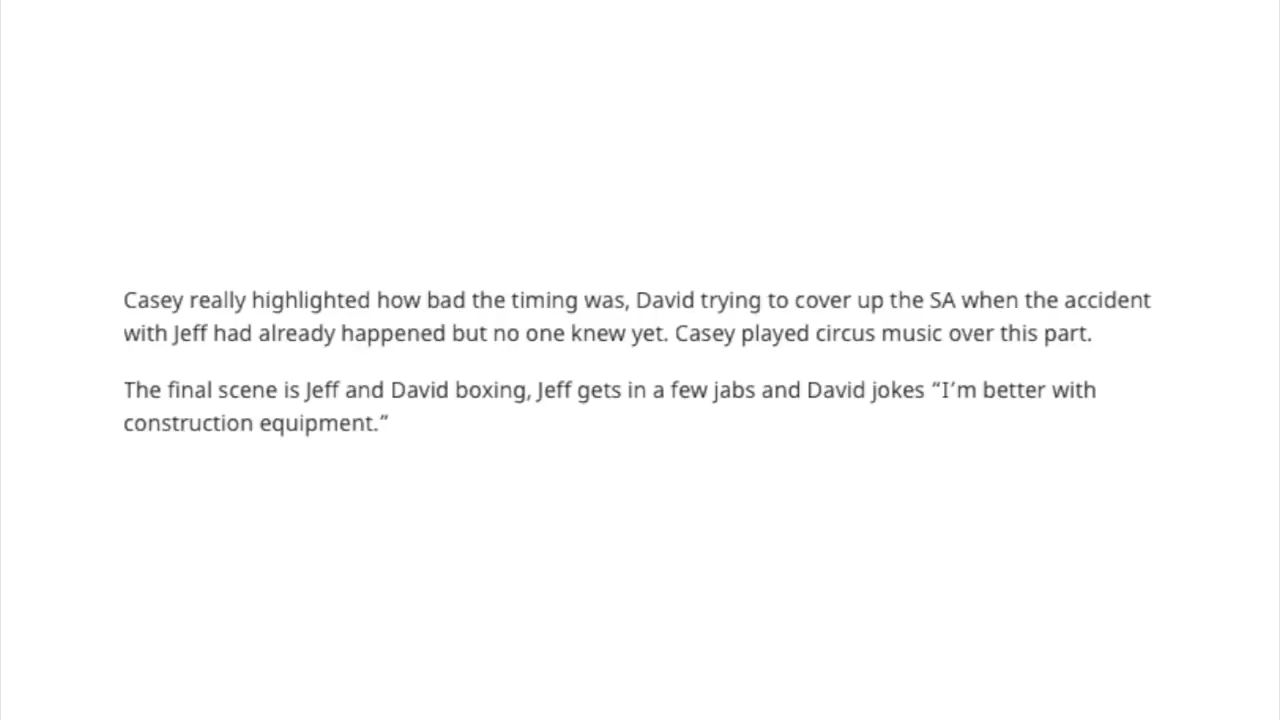 Casey really highlighted how bad the timing was, David trying to cover up the SA when the accident
with Jeff had already happened but no one knew yet. Casey played circus music over this part.
The final scene is Jeff and David boxing, Jeff gets in a few jabs and David jokes “I’m better with
construction equipment.”